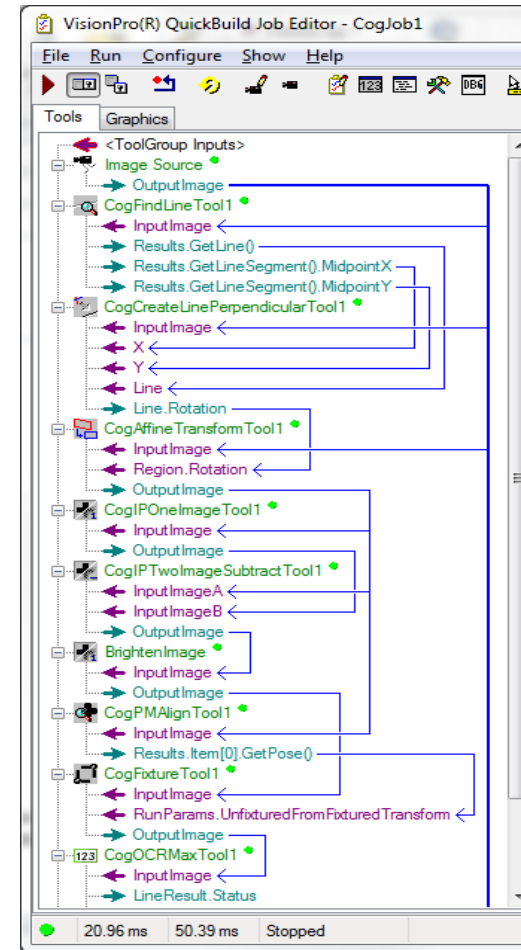 VisionPro(R) QuickBuild Job Editor - CogJob1
File Run Configure Show Help
123 DBG
Tools Graphics
<ToolGroup Inputs>
Image Source
OutputImage
CogFindLineTool1
InputImage
Results.GetLine()
Results.GetLineSegment().MidpointX
Results.GetLineSegment().MidpointY
CogCreateLinePerpendicularTool1
InputImage
X
Y
Line
Line.Rotation
CogAffineTransformTool1
InputImage
Region.Rotation
OutputImage
CogIPOneImageTool1
InputImage
OutputImage
CogIPTwoImageSubtractTool1
InputImageA
InputImageB
OutputImage
BrightenImage
InputImage
OutputImage
CogPMAlignTool1
InputImage
Results.Item[0].GetPose()
CogFixtureTool1
InputImage
RunParams.UnfixturedFromFixturedTransform
OutputImage
123 CogOCRMaxTool1
InputImage
LineResult.Status
20.96 ms 50.39 ms Stopped